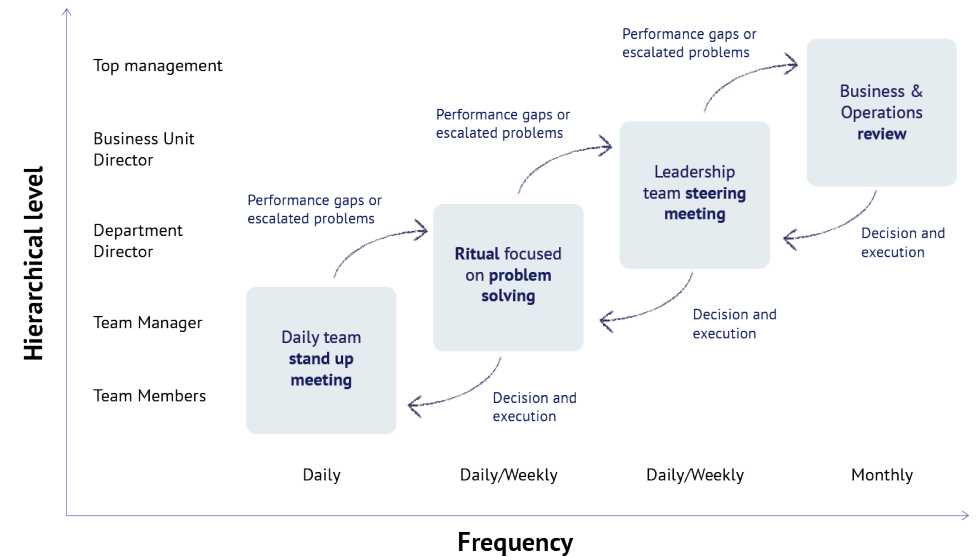 Hierarchical level
Top management
Business Unit
Director
Department
Director
Team Manager
Team Members
Performance gaps or
escalated problems
Daily team
stand up
meeting
Decision and
execution
Performance gaps or
escalated problems
Ritual focused
on problem
solving
Decision and
execution
Performance gaps or
escalated problems
Leadership
team steering
meeting
Decision and
execution
Business &
Operations
review
Daily
Daily/Weekly
Daily/Weekly
Monthly
Frequency